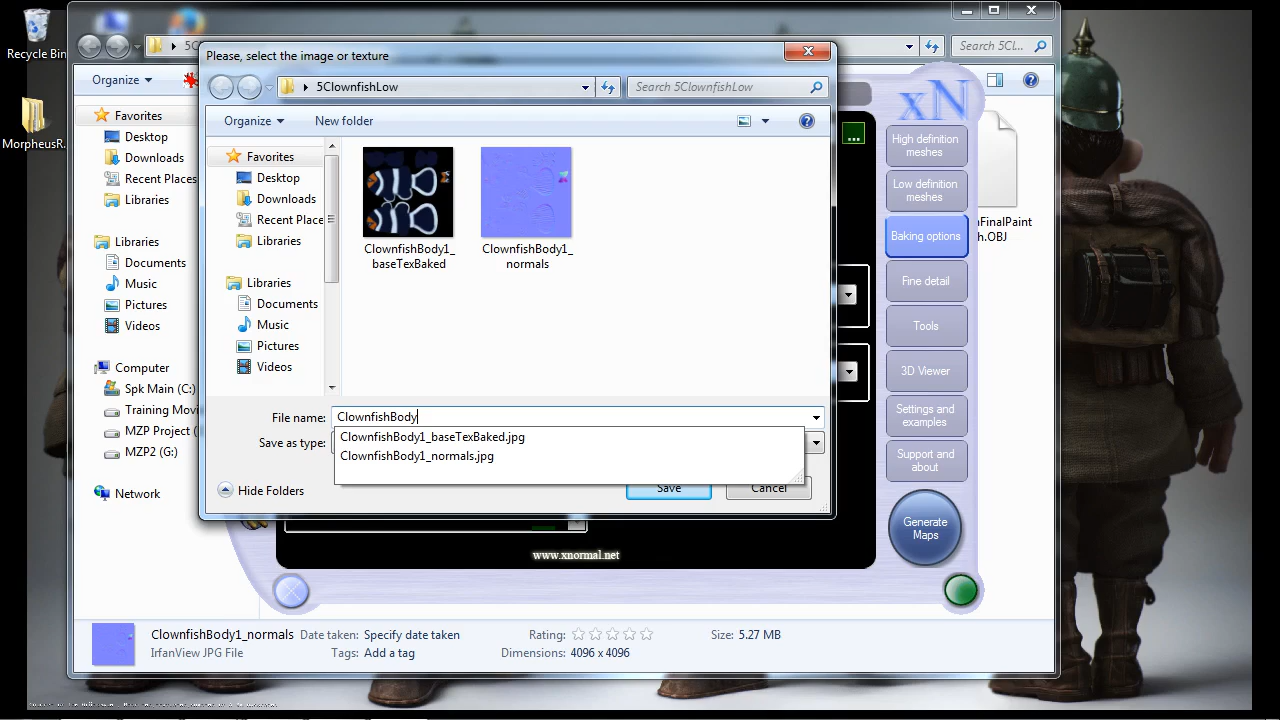 Recycle Bin
MorpheusR...
5C
Search 5Cl...
Organize
Favorites
Desktop
Downloads
Recent Places
Libraries
Libraries
Documents
Music
Pictures
Videos
Computer
Spk Main (C:)
Training Movi
MZP Project (
MZP2 (G:)
Network
Please, select the image or texture
5ClownfishLow
Search 5ClownfishLow
Organize
New folder
Favorites
Desktop
Downloads
Recent Place
Libraries
Libraries
Documents
Music
Pictures
Videos
ClownfishBody1_
baseTexBaked
ClownfishBody1_
normals
File name:
ClownfishBody
Save as type:
ClownfishBody1_baseTexBaked.jpg
ClownfishBody1_normals.jpg
Hide Folders
Save
Cancel
...
xN
High definition
meshes
Low definition
meshes
Baking options
Fine detail
Tools
3D Viewer
Settings and
examples
Support and
about
Generate
Maps
nFinalPaint
h.OBJ
www.xnormal.net
ClownfishBody1_normals
IrfanView JPG File
Date taken: Specify date taken
Tags: Add a tag
Rating:
Dimensions: 4096 x 4096
Size: 5.27 MB